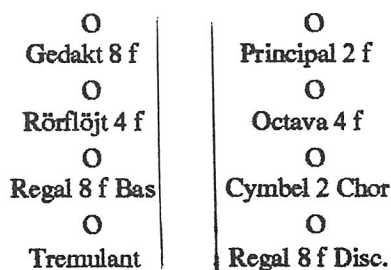 O
Gedakt 8 f
O
Rörflöjt 4 f
O
Regal 8 f Bas
O
Tremulant
O
Principal 2 f
O
Octava 4 f
O
Cymbel 2 Chor
O
Regal 8 f Disc.